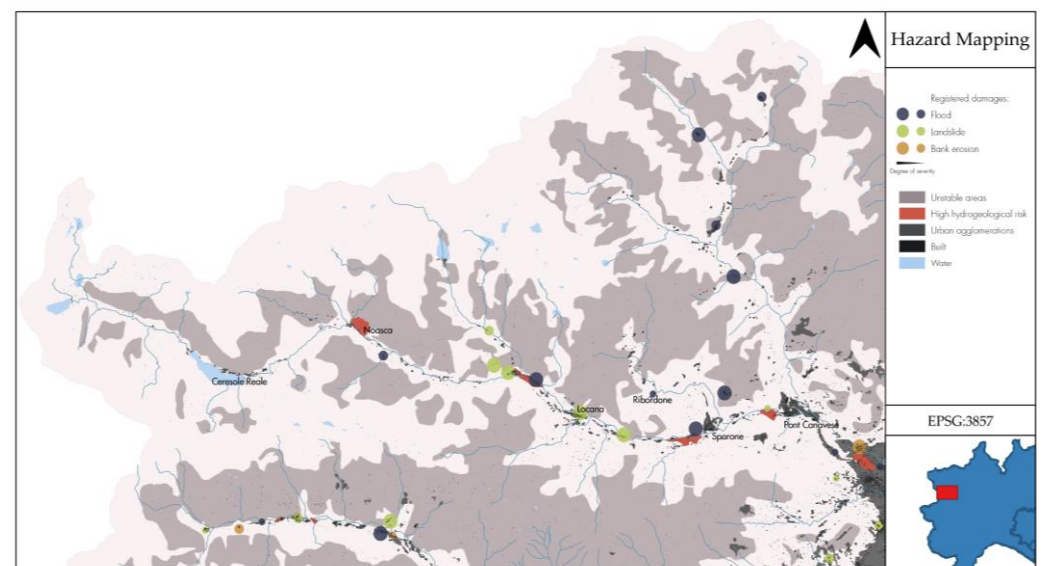 Hazard Mapping
Registered damages:
Flood
Landslide
Bank erosion
Degree of severity
Unstable areas
High hydrogeological risk
Urban agglomerations
Built
Water
Noasca
Ceresole Reale
Ribordone
Locana
Pont Canavese
Sparone
EPSG:3857